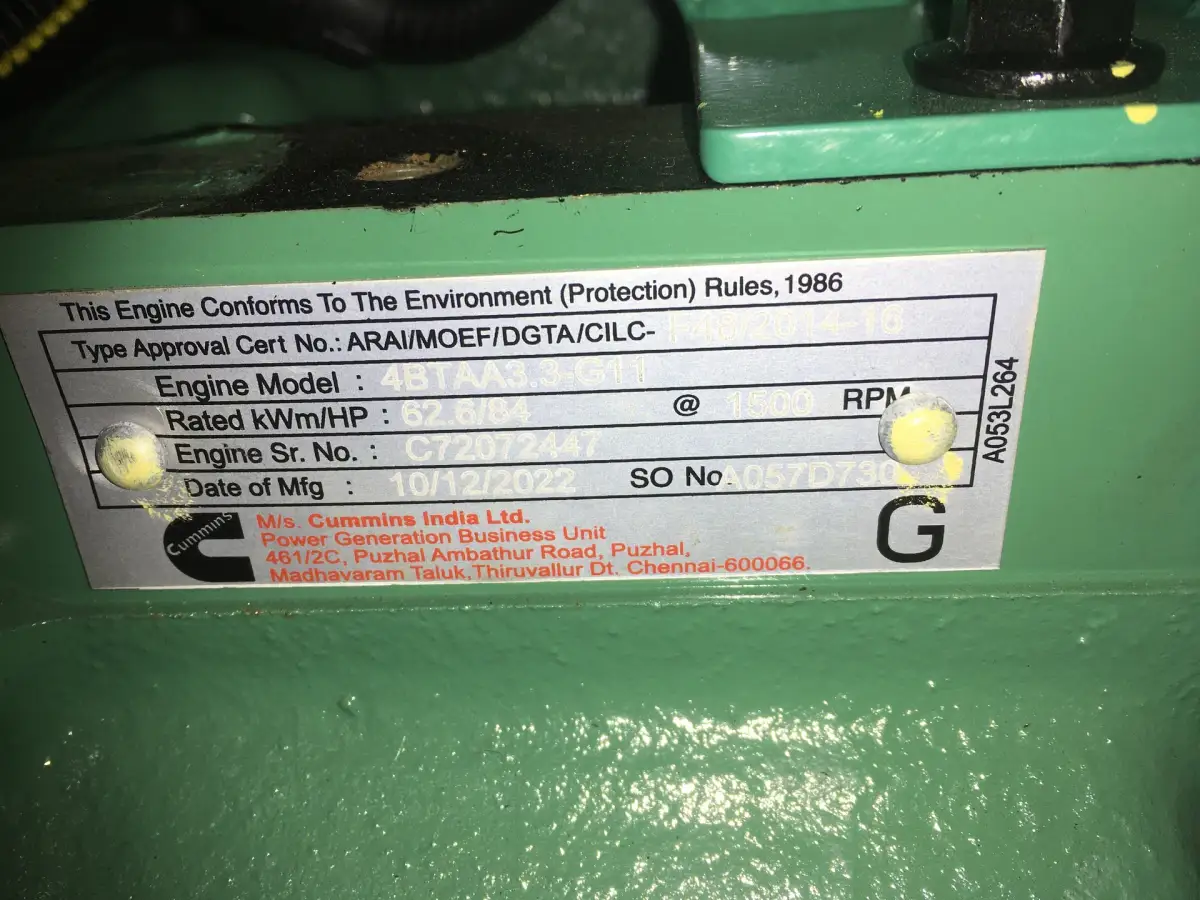 This Engine Conforms To The Environment (Protection) Rules, 1986
Type Approval Cert No.: ARAI/MOEF/DGTA/CILC- F48/2014-16
Engine Model : 4BTAA3.3-G11
Rated kWm/HP : 62.6/84 @ 1500 RPM
Engine Sr. No. : C72072447
Date of Mfg : 10/12/2022 SO No
A053L264
Cummins
M/s. Cummins India Ltd.
Power Generation Business Unit
461/2C, Puzhal Ambathur Road, Puzhal,
Madhavaram Taluk,Thiruvallur Dt. Chennai-600066.
G